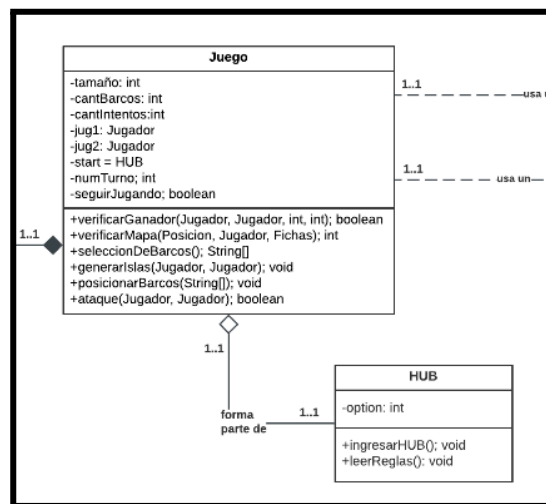 Juego
-tamaño: int
-cantBarcos: int
-cantIntentos:int
-jug1: Jugador
-jug2: Jugador
-start = HUB
-numTurno; int
-seguirJugando; boolean
+verificarGanador(Jugador, Jugador, int, int); boolean
+verificarMapa(Posicion, Jugador, Fichas); int
+seleccionDeBarcos(); String[]
+generarIslas(Jugador, Jugador); void
+posicionarBarcos(String[]); void
+ataque(Jugador, Jugador); boolean
1..1
usa
1..1
usa un
1..1
1..1
forma
parte de
1..1
HUB
-option: int
+ingresarHUB(); void
+leerReglas(): void